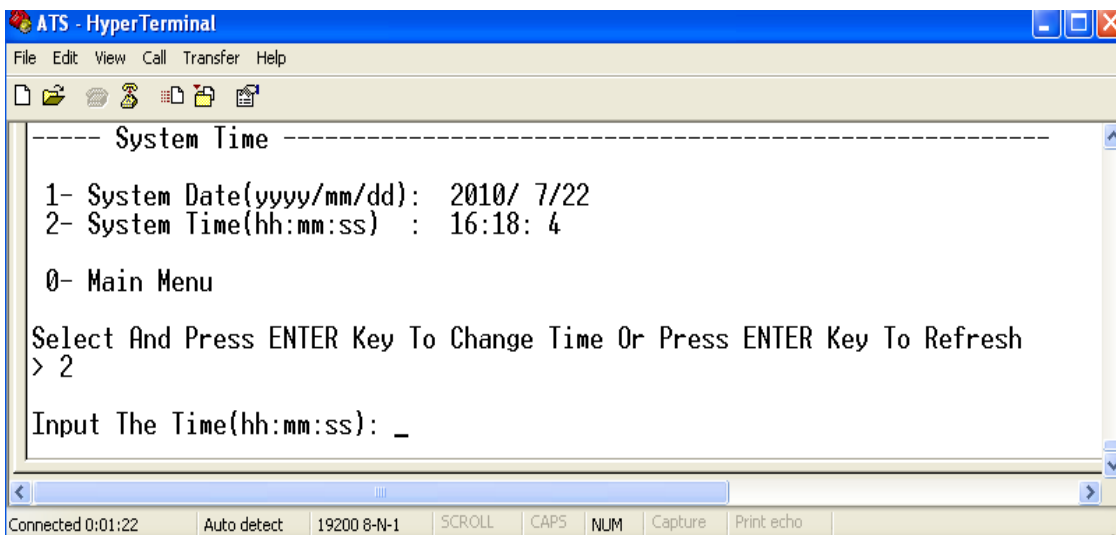 ATS - HyperTerminal
File Edit View Call Transfer Help
----- System Time -------------------------------------------------------
1- System Date(yyyy/mm/dd):  2010/ 7/22
2- System Time(hh:mm:ss)  :  16:18: 4
0- Main Menu
Select And Press ENTER Key To Change Time Or Press ENTER Key To Refresh
> 2
Input The Time(hh:mm:ss): _
Connected 0:01:22 Auto detect 19200 8-N-1 SCROLL CAPS NUM Capture Print echo